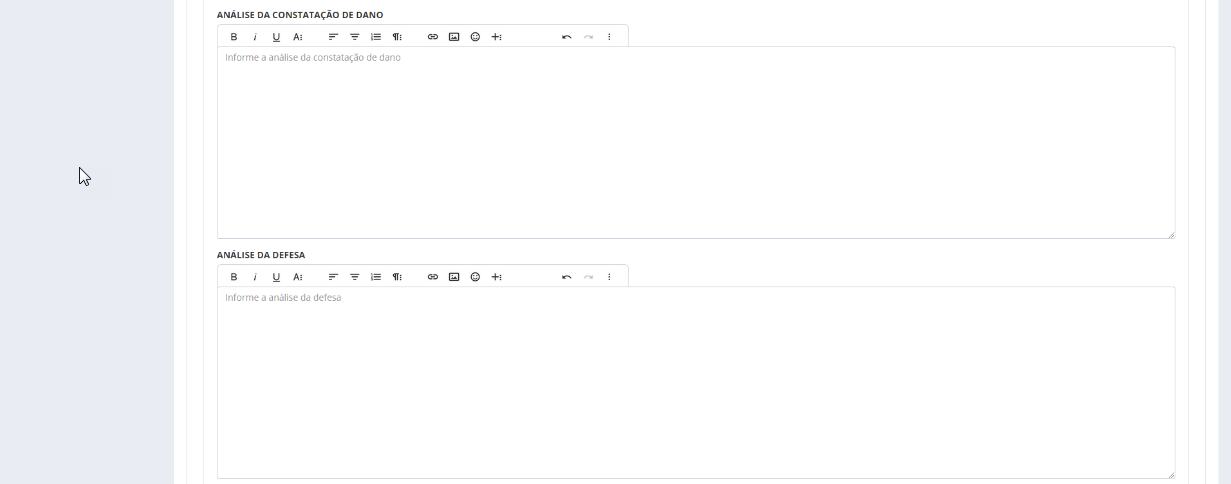 ANÁLISE DA CONSTATAÇÃO DE DANO
B i U A
Informe a análise da constatação de dano
ANÁLISE DA DEFESA
B i U A
Informe a análise da defesa